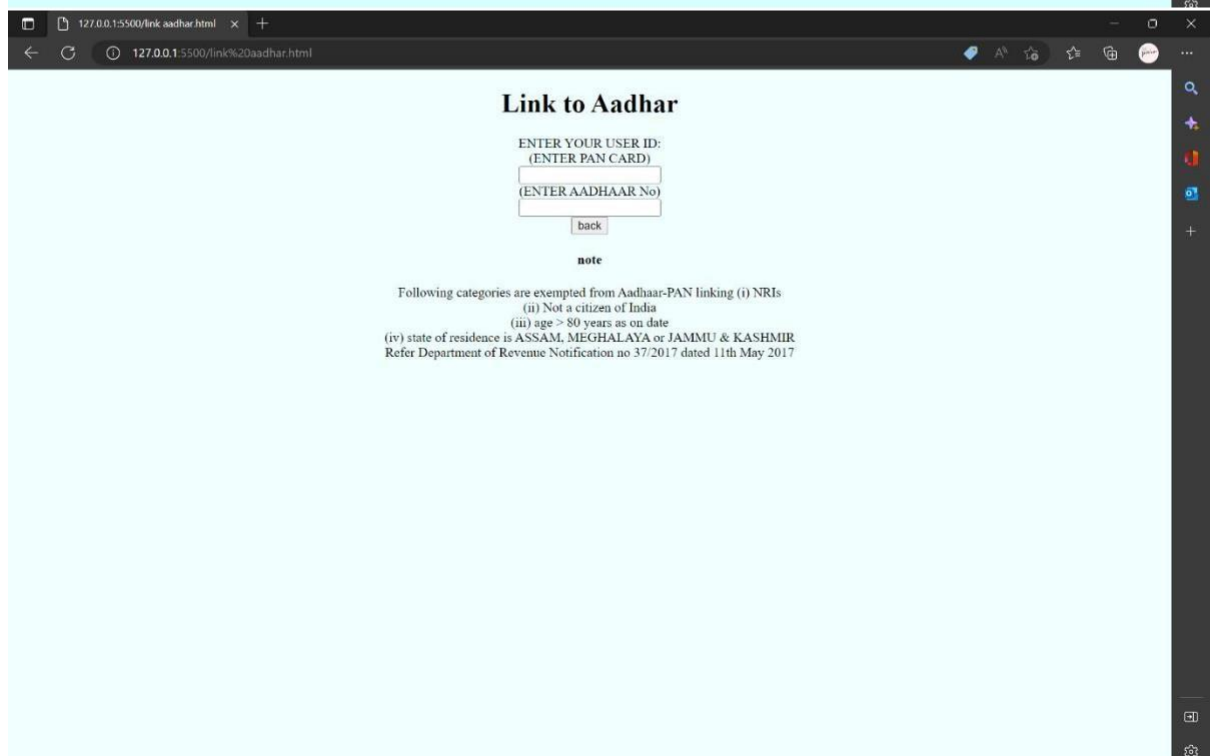 127.0.0.1:5500/link aadhar.html
127.0.0.1:5500/link%20aadhar.html
Link to Aadhar
ENTER YOUR USER ID:
(ENTER PAN CARD)
(ENTER AADHAAR No)
back
note
Following categories are exempted from Aadhaar-PAN linking (i) NRIs
(ii) Not a citizen of India
(iii) age > 80 years as on date
(iv) state of residence is ASSAM, MEGHALAYA or JAMMU & KASHMIR
Refer Department of Revenue Notification no 37/2017 dated 11th May 2017